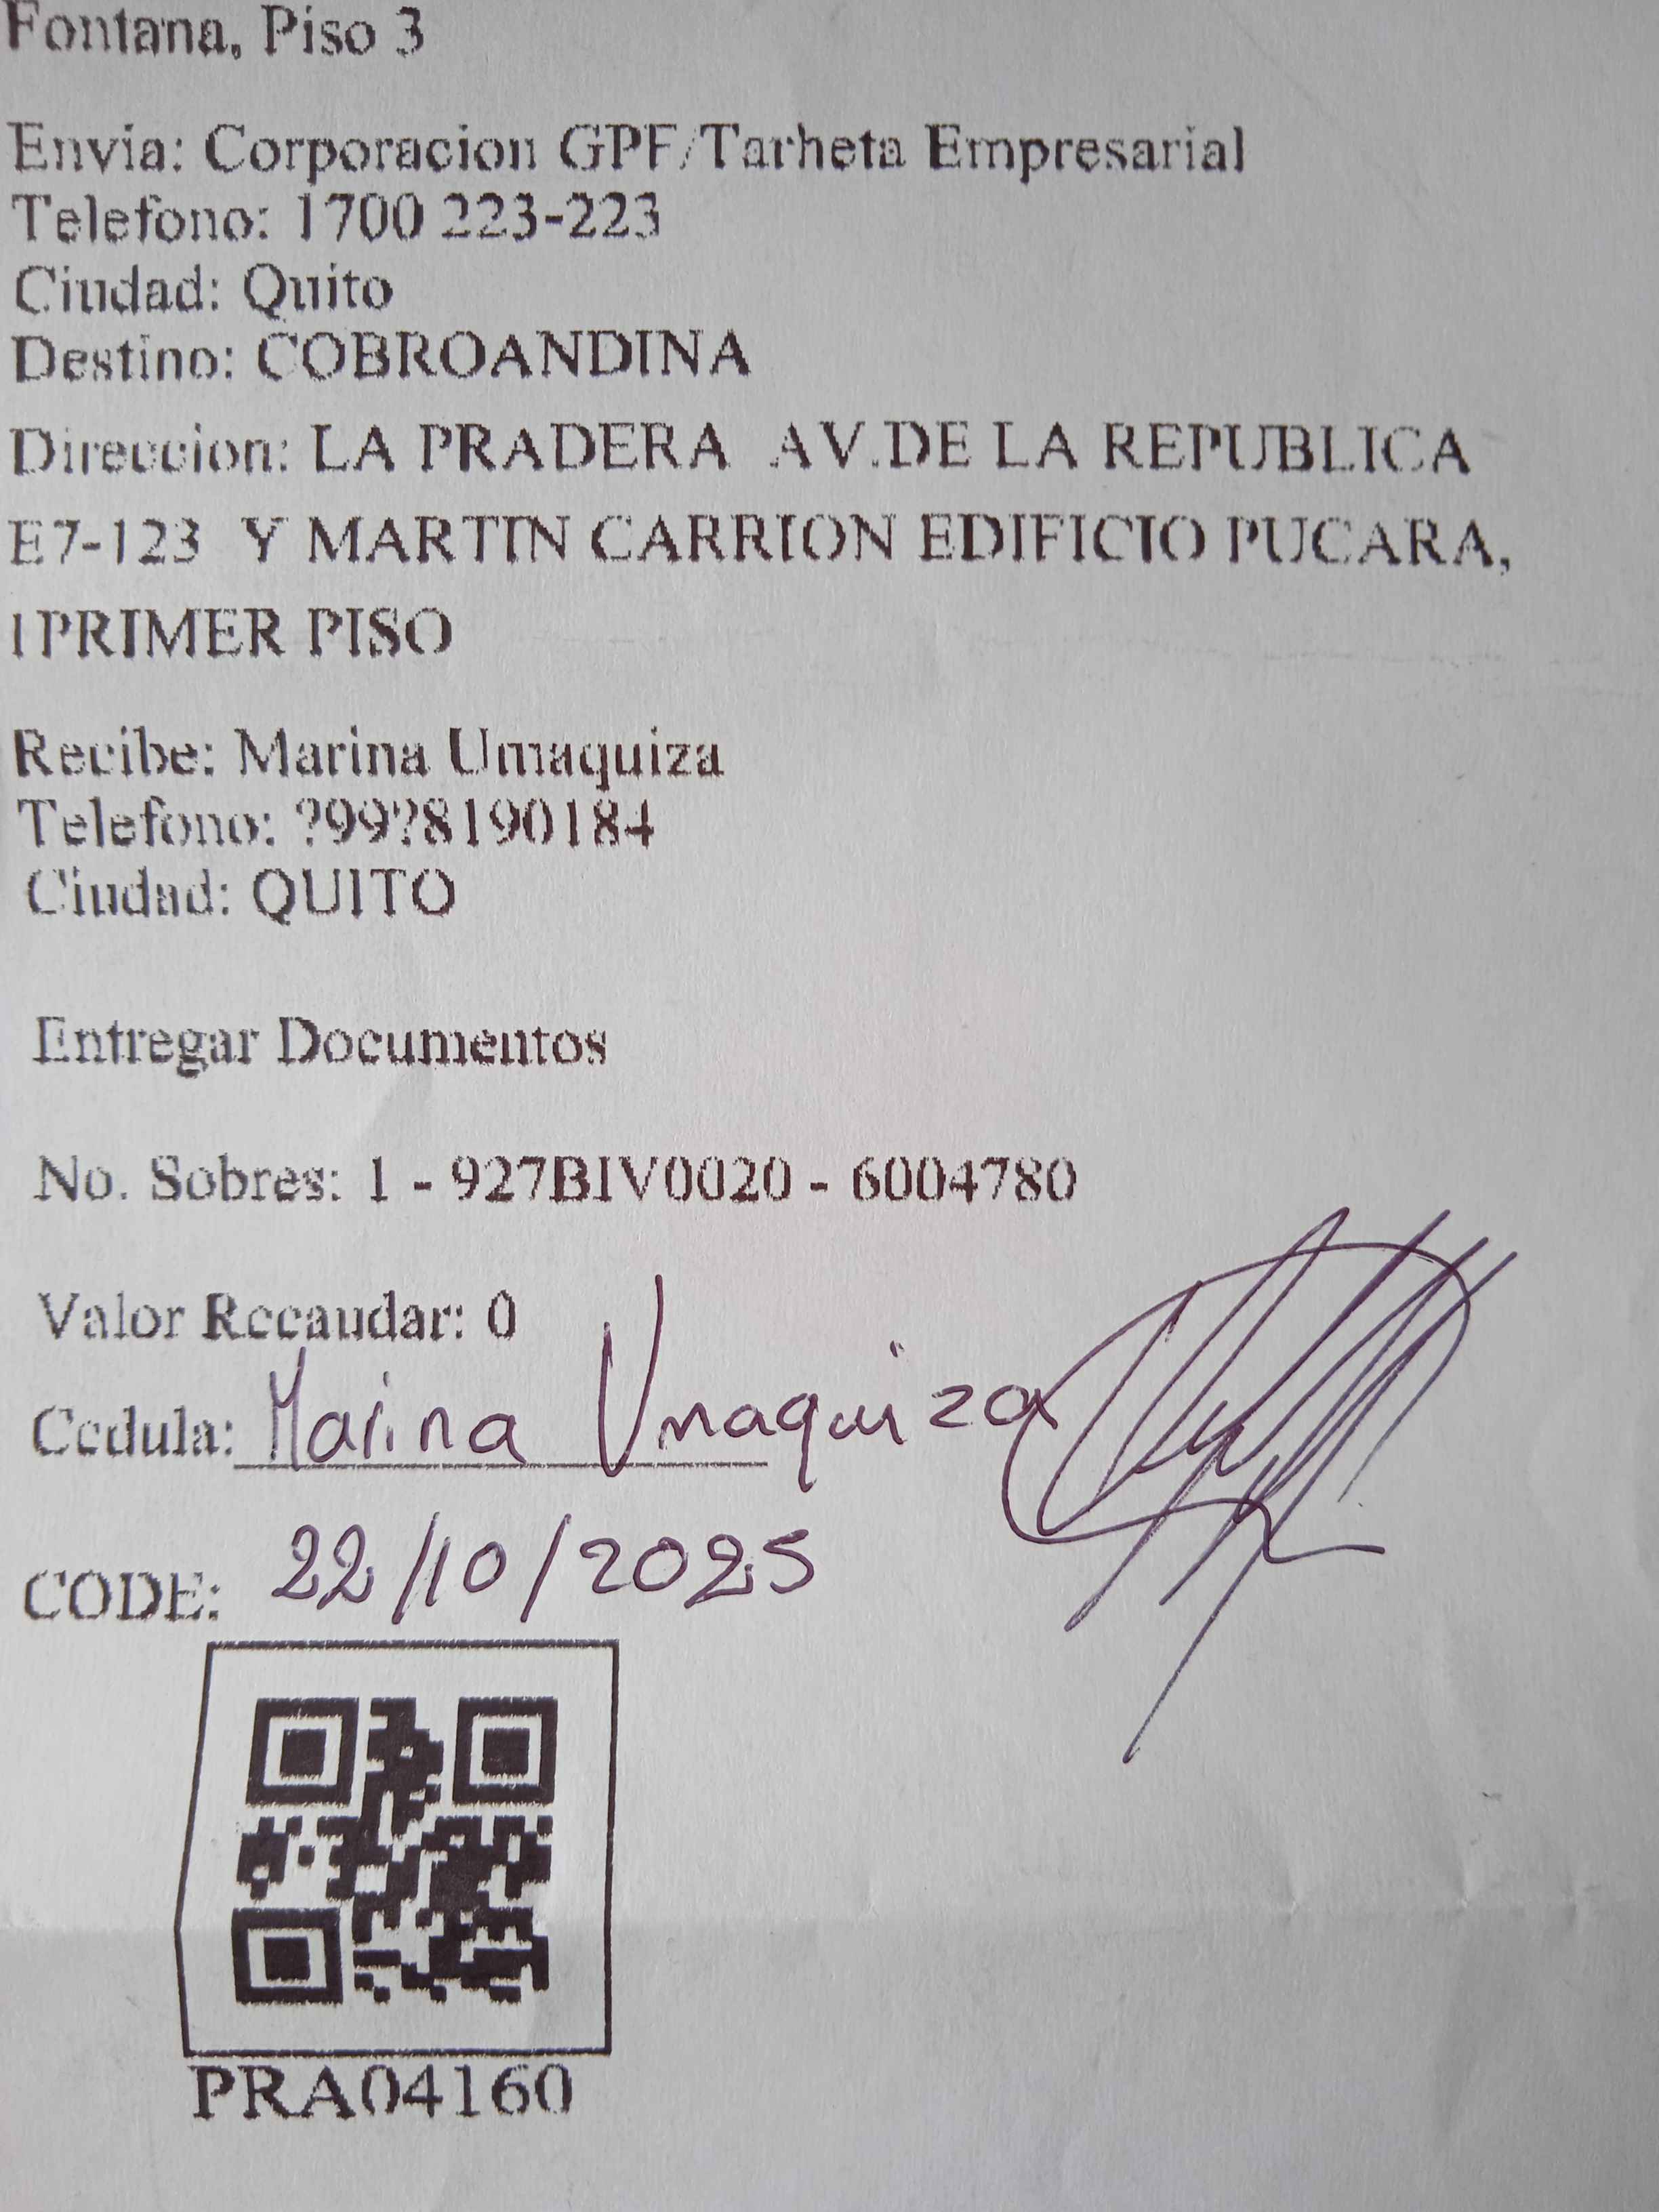 Fontana, Piso 3
Envia: Corporacion GPF/Tarheta Empresarial
Telefono: 1700 223-223
Ciudad: Quito
Destino: COBROANDINA
Direccion: LA PRADERA AV.DE LA REPUBLICA
E7-123 Y MARTIN CARRION EDIFICIO PUCARA,
1PRIMER PISO
Recibe: Marina Umaquiza
Telefono: ?99?8190184
Ciudad: QUITO
Entregar Documentos
No. Sobres: 1 - 927BIV0020 - 6004780
Valor Recaudar: 0
Cedula: Marina Umaquiza
CODE: 22/10/2025
PRA04160